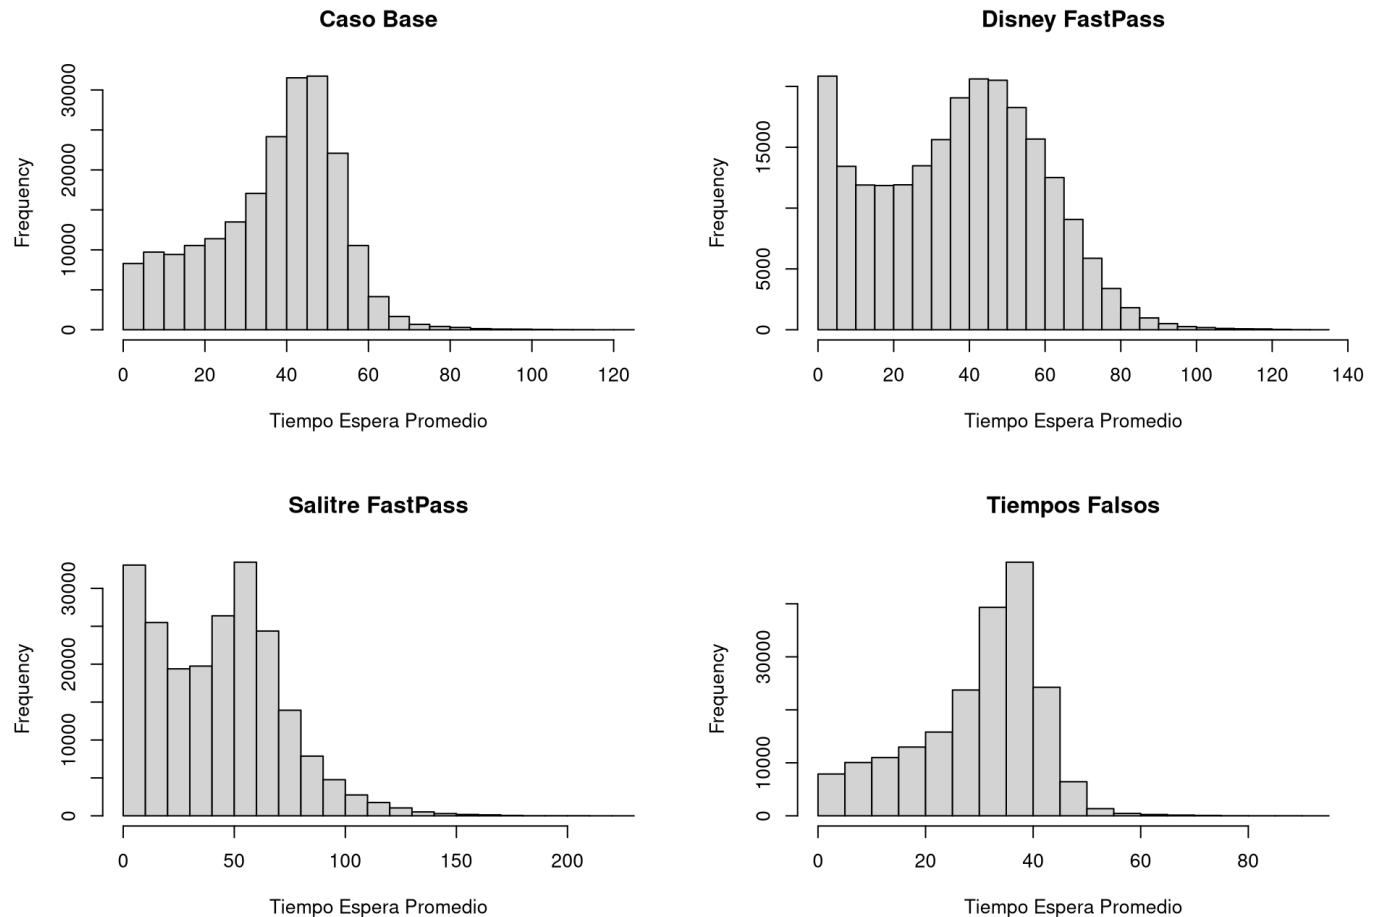 Caso Base
Frequency
0
10000
20000
30000
0 20 40 60 80 100 120
Tiempo Espera Promedio
Disney FastPass
Frequency
0
5000
15000
0 20 40 60 80 100 120 140
Tiempo Espera Promedio
Salitre FastPass
Frequency
0
10000
20000
30000
0 50 100 150 200
Tiempo Espera Promedio
Tiempos Falsos
Frequency
0
10000
30000
0 20 40 60 80
Tiempo Espera Promedio